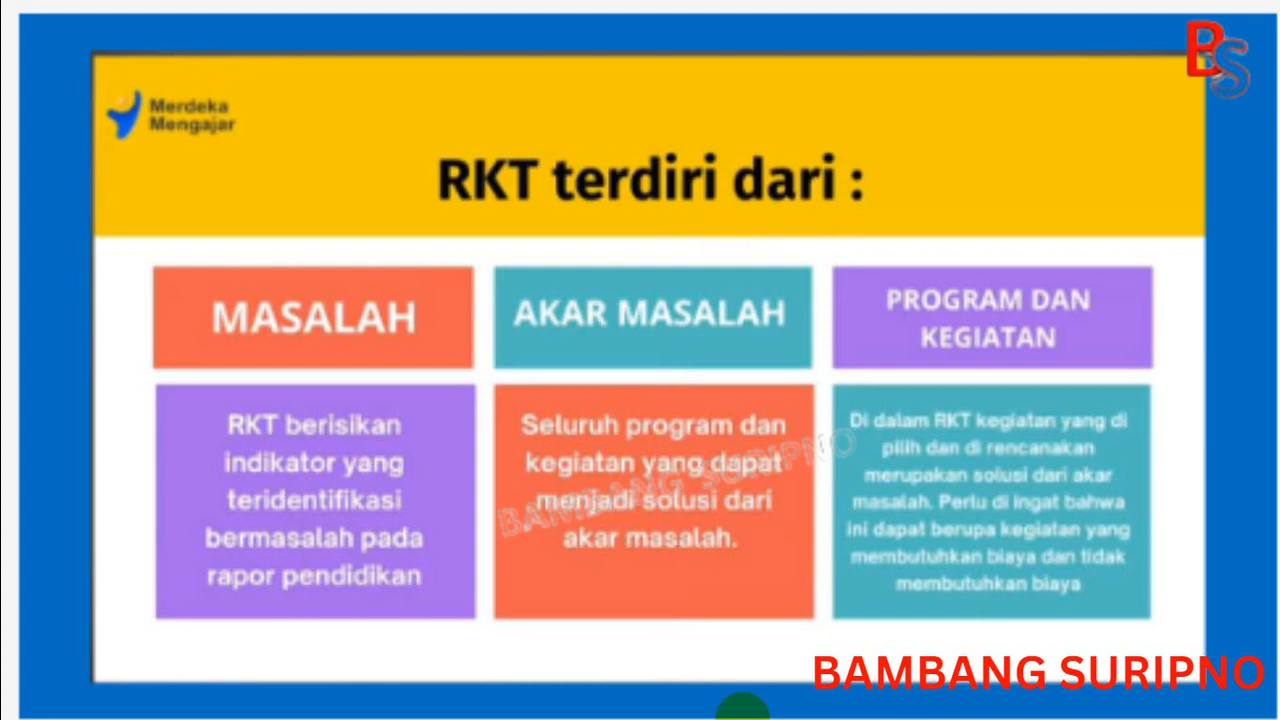 BS
Merdeka
Mengajar
RKT terdiri dari :
MASALAH
RKT berisikan
indikator yang
teridentifikasi
bermasalah pada
rapor pendidikan
AKAR MASALAH
Seluruh program dan
kegiatan yang dapat
menjadi solusi dari
akar masalah.
PROGRAM DAN
KEGIATAN
Di dalam RKT kegiatan yang di
pilih dan di rencanakan
merupakan solusi dari akar
masalah. Perlu di ingat bahwa
ini dapat berupa kegiatan yang
membutuhkan biaya dan tidak
membutuhkan biaya
BAMBANG SURIPNO
BAMBANG SURIPNO